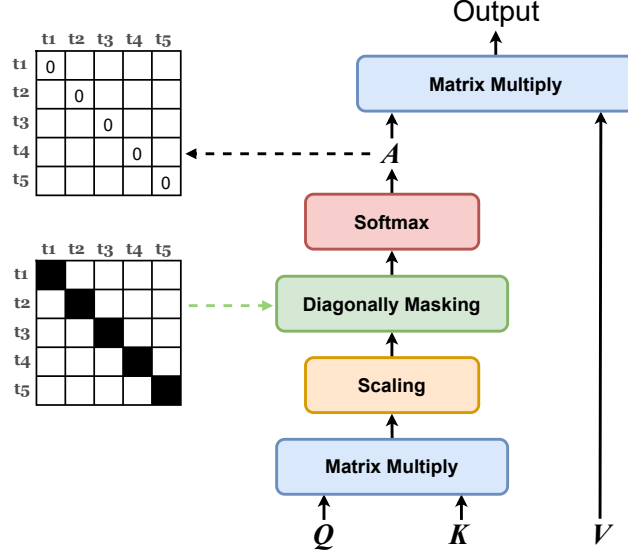 Output
t1 t2 t3 t4 t5
t1 0
t2 0
t3 0
t4 0
t5 0
Matrix Multiply
A
Softmax
t1 t2 t3 t4 t5
t1
t2
t3
t4
t5
Diagonally Masking
Scaling
Matrix Multiply
Q K V